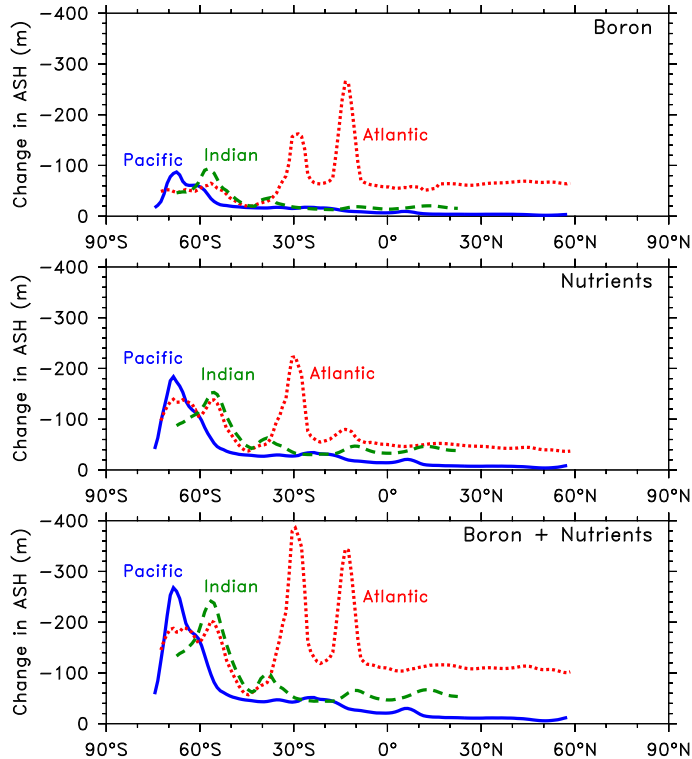 Boron
Change in ASH (m)
−400
−300
−200
−100
0
Pacific
Indian
Atlantic
90°S 60°S 30°S 0° 30°N 60°N 90°N
Nutrients
Change in ASH (m)
−400
−300
−200
−100
0
Pacific
Indian
Atlantic
90°S 60°S 30°S 0° 30°N 60°N 90°N
Boron + Nutrients
Change in ASH (m)
−400
−300
−200
−100
0
Pacific
Indian
Atlantic
90°S 60°S 30°S 0° 30°N 60°N 90°N